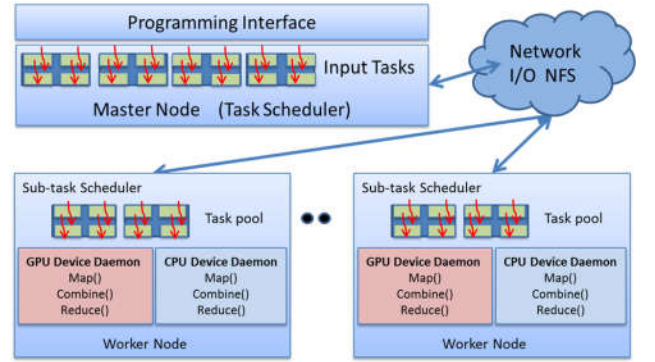 Programming Interface
Input Tasks
Master Node (Task Scheduler)
Network
I/O NFS
Sub-task Scheduler
Task pool
GPU Device Daemon
Map()
Combine()
Reduce()
CPU Device Daemon
Map()
Combine()
Reduce()
Worker Node
Sub-task Scheduler
Task pool
GPU Device Daemon
Map()
Combine()
Reduce()
CPU Device Daemon
Map()
Combine()
Reduce()
Worker Node